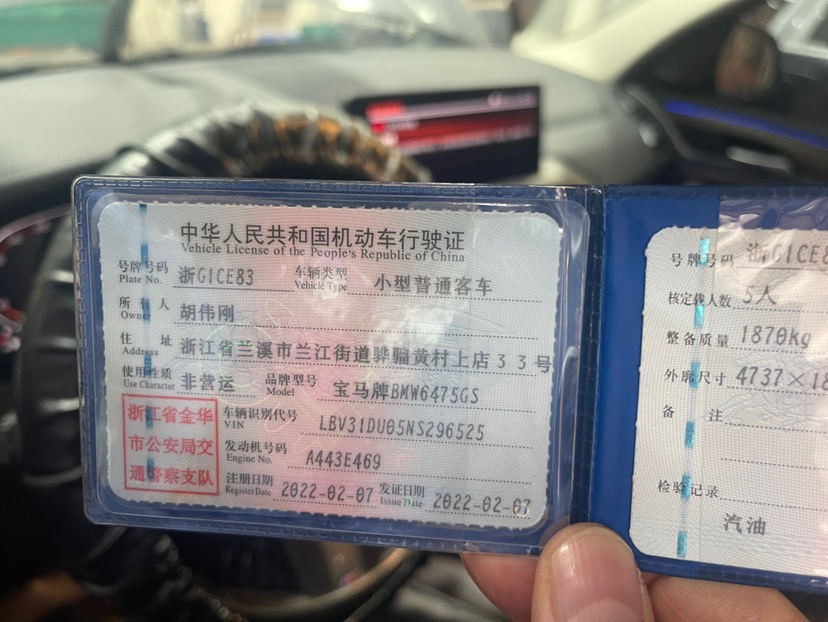 中华人民共和国机动车行驶证
Vehicle License of the People's Republic of China
号牌号码 浙G1CE83 车辆类型 小型普通客车
Plate No. Vehicle Type
所有人 胡伟刚
Owner
住址 浙江省兰溪市兰江街道骅骝黄村上店33号
Address
使用性质 非营运 品牌型号 宝马牌BMW6475GS
Use Character Model
浙江省金华
市公安局交
通警察支队
车辆识别代号 LBV31DU05NS296525
VIN
发动机号码 A443E469
Engine No.
注册日期 2022-02-07 发证日期 2022-02-07
Register Date Issue Date
号牌号码 浙G1CE8
核定载人数 5人
整备质量 1870kg
外廓尺寸 4737×18
备注
检验记录
汽油